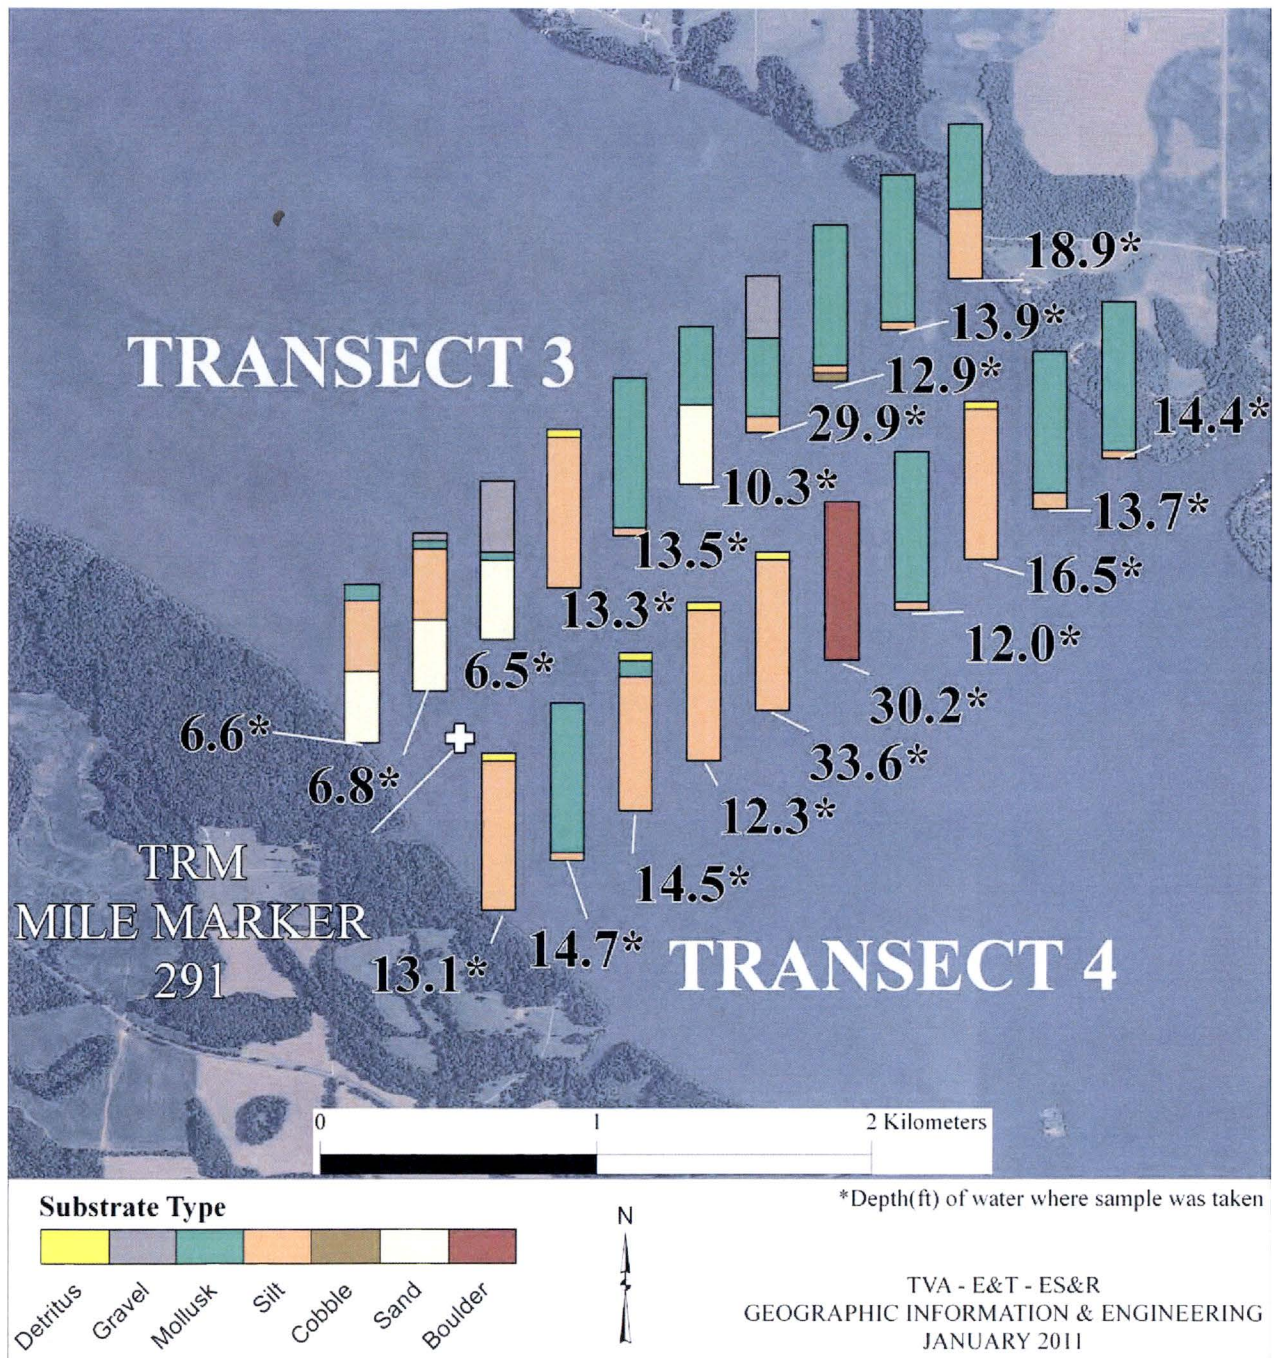 18.9*
TRANSECT 3
13.9*
12.9*
14.4*
29.9*
10.3*
13.7*
13.5*
16.5*
13.3*
12.0*
6.5*
30.2*
6.6*
33.6*
6.8*
12.3*
TRM
MILE MARKER
291
14.5*
14.7*
13.1*
TRANSECT 4
0 1 2 Kilometers
Substrate Type
Detritus
Gravel
Mollusk
Silt
Cobble
Sand
Boulder
N
*Depth(ft) of water where sample was taken
TVA - E&T - ES&R
GEOGRAPHIC INFORMATION & ENGINEERING
JANUARY 2011